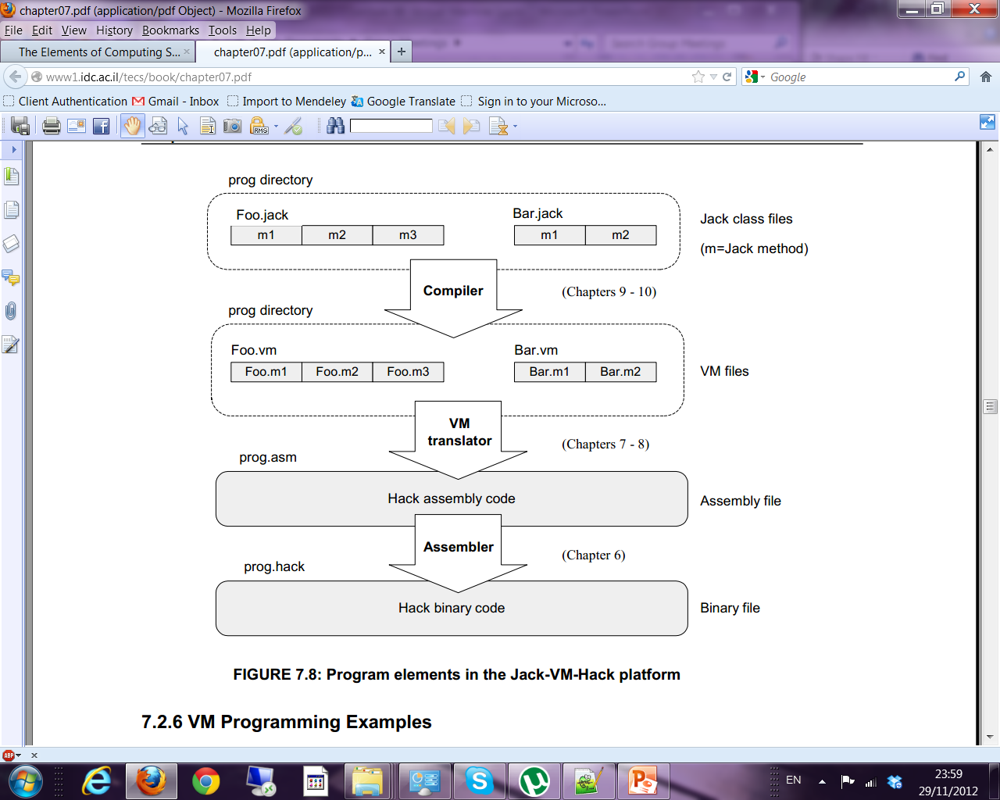 chapter07.pdf (application/pdf Object) - Mozilla Firefox
File Edit View History Bookmarks Tools Help
The Elements of Computing S... chapter07.pdf (application/p...
www1.idc.ac.il/tecs/book/chapter07.pdf Google
Client Authentication Gmail - Inbox Import to Mendeley Google Translate Sign in to your Microso...
RMS
prog directory
Foo.jack Bar.jack
m1 m2 m3 m1 m2
Jack class files
(m=Jack method)
Compiler (Chapters 9 - 10)
prog directory
Foo.vm Bar.vm
Foo.m1 Foo.m2 Foo.m3 Bar.m1 Bar.m2 VM files
VM
translator (Chapters 7 - 8)
prog.asm
Hack assembly code Assembly file
Assembler (Chapter 6)
prog.hack
Hack binary code Binary file
FIGURE 7.8: Program elements in the Jack-VM-Hack platform
7.2.6 VM Programming Examples
ABP
EN 23:59
29/11/2012